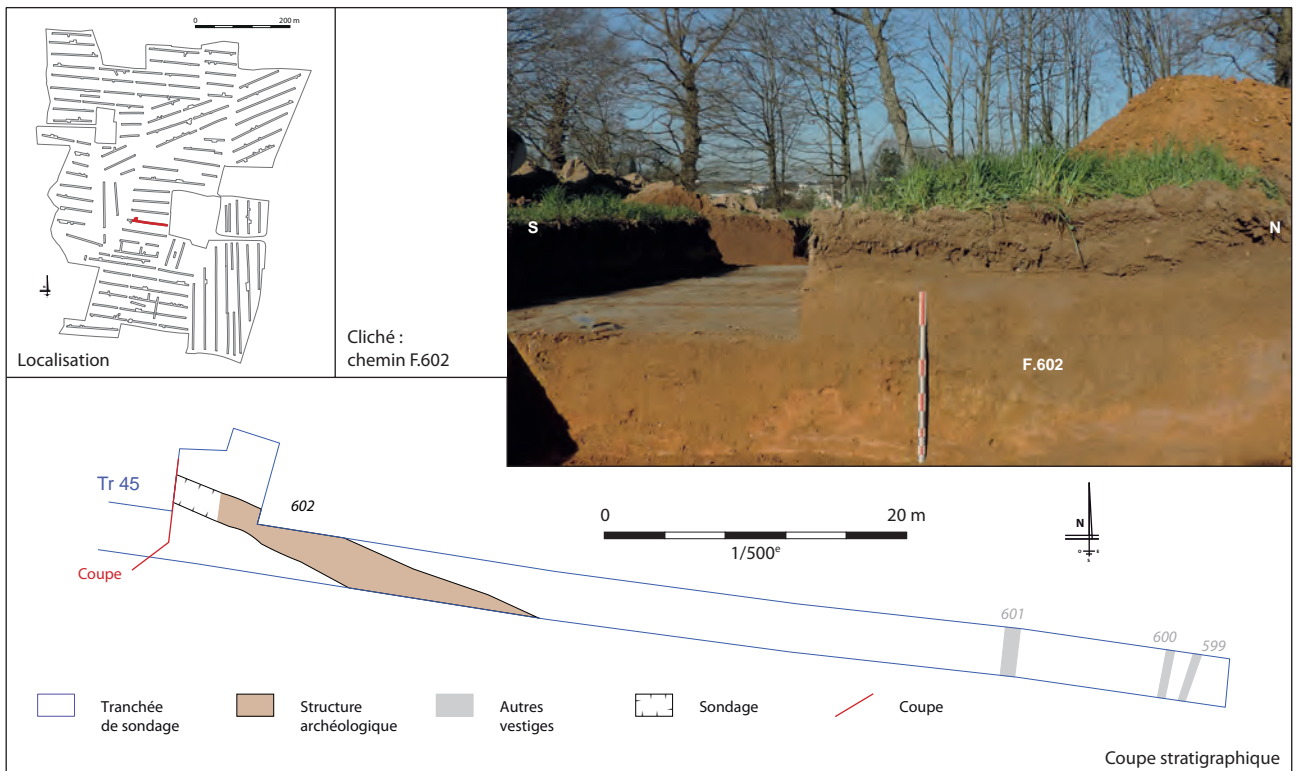 0 200 m
Localisation
Cliché :
chemin F.602
S
N
F.602
Tr 45
602
Coupe
0 20 m
1/500e
N
601
600
599
Tranchée
de sondage
Structure
archéologique
Autres
vestiges
Sondage
Coupe
Coupe stratigraphique